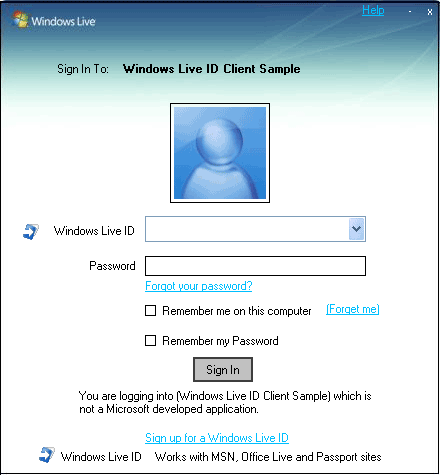 Windows Live™
Help - x
Sign In To: Windows Live ID Client Sample
Windows Live ID
Password
Forgot your password?
Remember me on this computer (Forget me)
Remember my Password
Sign In
You are logging into (Windows Live ID Client Sample) which is
not a Microsoft developed application.
Sign up for a Windows Live ID
Windows Live ID Works with MSN, Office Live and Passport sites